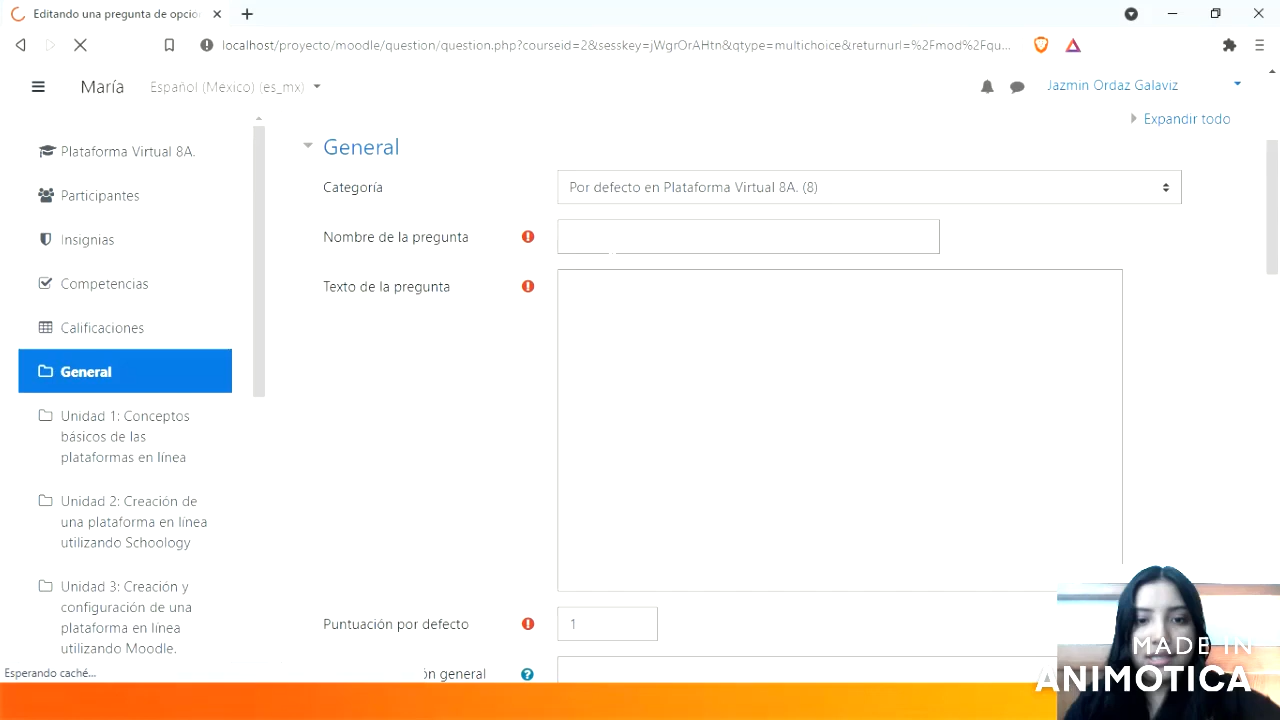 Editando una pregunta de opcio
localhost/proyecto/moodle/question/question.php?courseid=2&sesskey=jWgrOrAHtn&qtype=multichoice&returnurl=%2Fmod%2Fqu...
María
Español (Mexico) (es_mx)
Jazmin Ordaz Galaviz
Expandir todo
Plataforma Virtual 8A.
Participantes
Insignias
Competencias
Calificaciones
General
Unidad 1: Conceptos
básicos de las
plataformas en línea
Unidad 2: Creación de
una plataforma en línea
utilizando Schoology
Unidad 3: Creación y
configuración de una
plataforma en línea
utilizando Moodle.
Esperando caché...
General
Categoría
Por defecto en Plataforma Virtual 8A. (8)
Nombre de la pregunta
Texto de la pregunta
Puntuación por defecto
1
ón general
MADE IN
ANIMOTICA